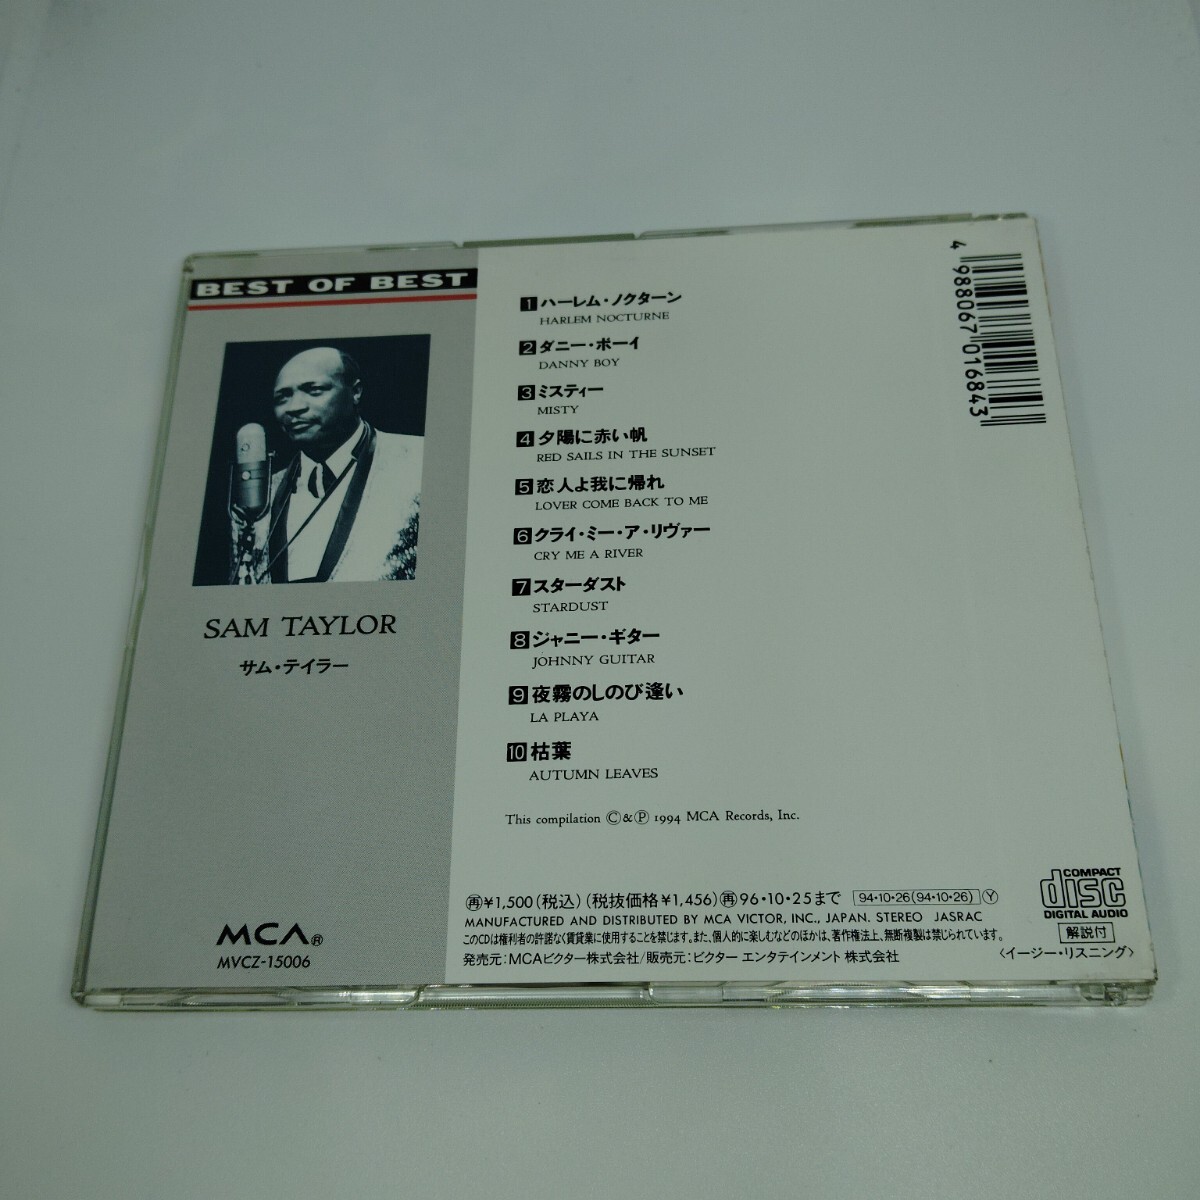 BEST OF BEST
SAM TAYLOR
サム・テイラー
MCA®
MVCZ-15006
1 ハーレム・ノクターン
HARLEM NOCTURNE
2 ダニー・ボーイ
DANNY BOY
3 ミスティー
MISTY
4 夕陽に赤い帆
RED SAILS IN THE SUNSET
5 恋人よ我に帰れ
LOVER COME BACK TO ME
6 クライ・ミー・ア・リヴァー
CRY ME A RIVER
7 スターダスト
STARDUST
8 ジャニー・ギター
JOHNNY GUITAR
9 夜霧のしのび逢い
LA PLAYA
10 枯葉
AUTUMN LEAVES
This compilation Ⓒ&Ⓟ 1994 MCA Records, Inc.
4 988067 016843
㊢¥1,500(税込)(税抜価格¥1,456)㊢96・10・25まで 94・10・26(94・10・26) Ⓨ
MANUFACTURED AND DISTRIBUTED BY MCA VICTOR, INC., JAPAN. STEREO JASRAC
このCDは権利者の許諾なく賃貸業に使用することを禁じます。また、個人的に楽しむなどのほかは、著作権法上、無断複製は禁じられています。
発売元:MCAビクター株式会社/販売元:ビクター エンタテインメント 株式会社
COMPACT
disc
DIGITAL AUDIO
解説付
〈イージー・リスニング〉